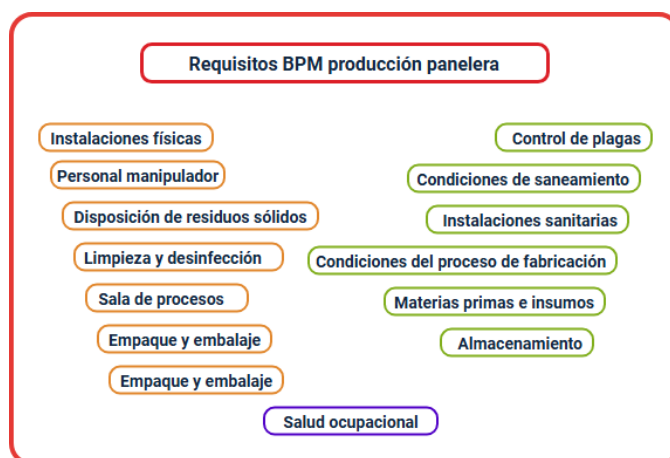 Requisitos BPM producción panelera
Instalaciones físicas
Personal manipulador
Disposición de residuos sólidos
Limpieza y desinfección
Sala de procesos
Empaque y embalaje
Empaque y embalaje
Control de plagas
Condiciones de saneamiento
Instalaciones sanitarias
Condiciones del proceso de fabricación
Materias primas e insumos
Almacenamiento
Salud ocupacional